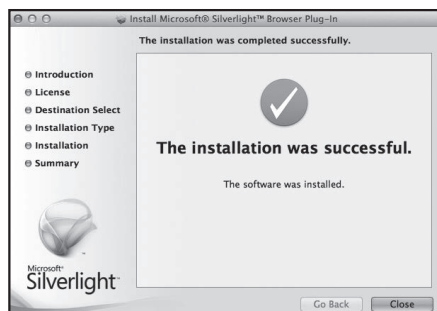 Install Microsoft® Silverlight™ Browser Plug-In
The installation was completed successfully.
Introduction
License
Destination Select
Installation Type
Installation
Summary
The installation was successful.
The software was installed.
Microsoft®
Silverlight™
Go Back
Close